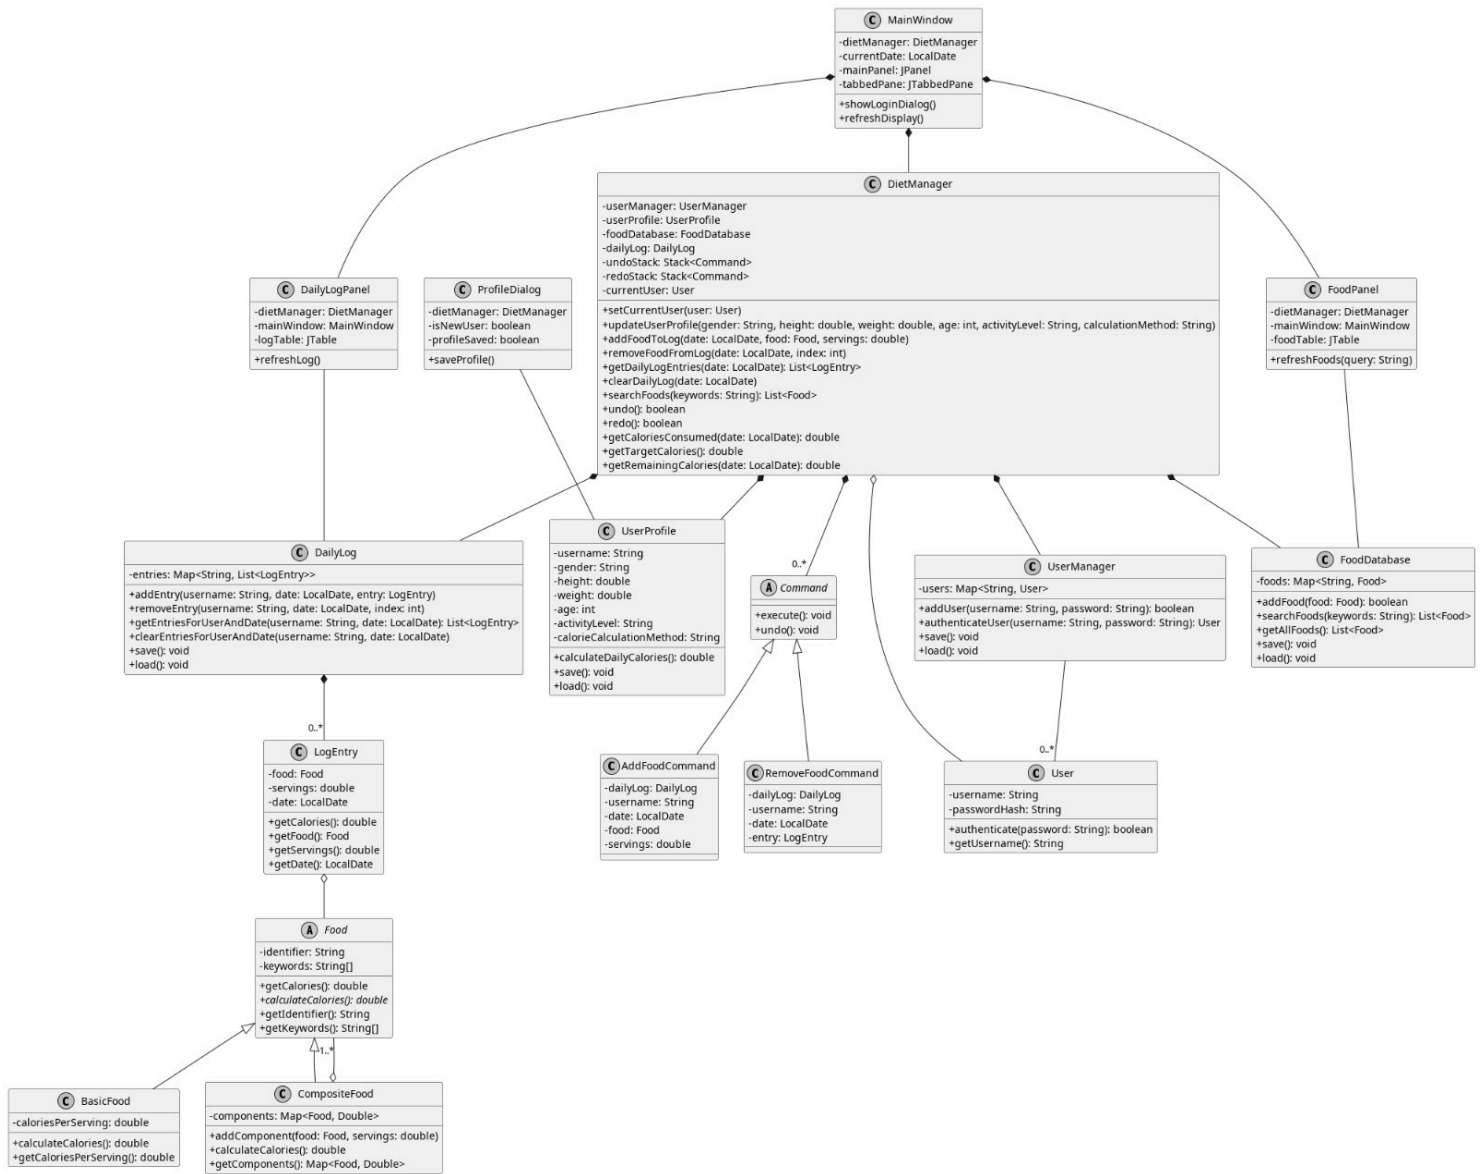 C MainWindow
-dietManager: DietManager
-currentDate: LocalDate
-mainPanel: JPanel
-tabbedPane: JTabbedPane
+showLoginDialog()
+refreshDisplay()
C DietManager
-userManager: UserManager
-userProfile: UserProfile
-foodDatabase: FoodDatabase
-dailyLog: DailyLog
-undoStack: Stack<Command>
-redoStack: Stack<Command>
-currentUser: User
+setCurrentUser(user: User)
+updateUserProfile(gender: String, height: double, weight: double, age: int, activityLevel: String, calculationMethod: String)
+addFoodToLog(date: LocalDate, food: Food, servings: double)
+removeFoodFromLog(date: LocalDate, index: int)
+getDailyLogEntries(date: LocalDate): List<LogEntry>
+clearDailyLog(date: LocalDate)
+searchFoods(keywords: String): List<Food>
+undo(): boolean
+redo(): boolean
+getCaloriesConsumed(date: LocalDate): double
+getTargetCalories(): double
+getRemainingCalories(date: LocalDate): double
C DailyLogPanel
-dietManager: DietManager
-mainWindow: MainWindow
-logTable: JTable
+refreshLog()
C ProfileDialog
-dietManager: DietManager
-isNewUser: boolean
-profileSaved: boolean
+saveProfile()
C FoodPanel
-dietManager: DietManager
-mainWindow: MainWindow
-foodTable: JTable
+refreshFoods(query: String)
C DailyLog
-entries: Map<String, List<LogEntry>>
+addEntry(username: String, date: LocalDate, entry: LogEntry)
+removeEntry(username: String, date: LocalDate, index: int)
+getEntriesForUserAndDate(username: String, date: LocalDate): List<LogEntry>
+clearEntriesForUserAndDate(username: String, date: LocalDate)
+save(): void
+load(): void
C UserProfile
-username: String
-gender: String
-height: double
-weight: double
-age: int
-activityLevel: String
-calorieCalculationMethod: String
+calculateDailyCalories(): double
+save(): void
+load(): void
0..*
A Command
+execute(): void
+undo(): void
C UserManager
-users: Map<String, User>
+addUser(username: String, password: String): boolean
+authenticateUser(username: String, password: String): User
+save(): void
+load(): void
C FoodDatabase
-foods: Map<String, Food>
+addFood(food: Food): boolean
+searchFoods(keywords: String): List<Food>
+getAllFoods(): List<Food>
+save(): void
+load(): void
0..*
C LogEntry
-food: Food
-servings: double
-date: LocalDate
+getCalories(): double
+getFood(): Food
+getServings(): double
+getDate(): LocalDate
C AddFoodCommand
-dailyLog: DailyLog
-username: String
-date: LocalDate
-food: Food
-servings: double
C RemoveFoodCommand
-dailyLog: DailyLog
-username: String
-date: LocalDate
-entry: LogEntry
0..*
C User
-username: String
-passwordHash: String
+authenticate(password: String): boolean
+getUsername(): String
A Food
-identifier: String
-keywords: String[]
+getCalories(): double
+calculateCalories(): double
+getIdentifier(): String
+getKeywords(): String[]
1..*
C BasicFood
-caloriesPerServing: double
+calculateCalories(): double
+getCaloriesPerServing(): double
C CompositeFood
-components: Map<Food, Double>
+addComponent(food: Food, servings: double)
+calculateCalories(): double
+getComponents(): Map<Food, Double>